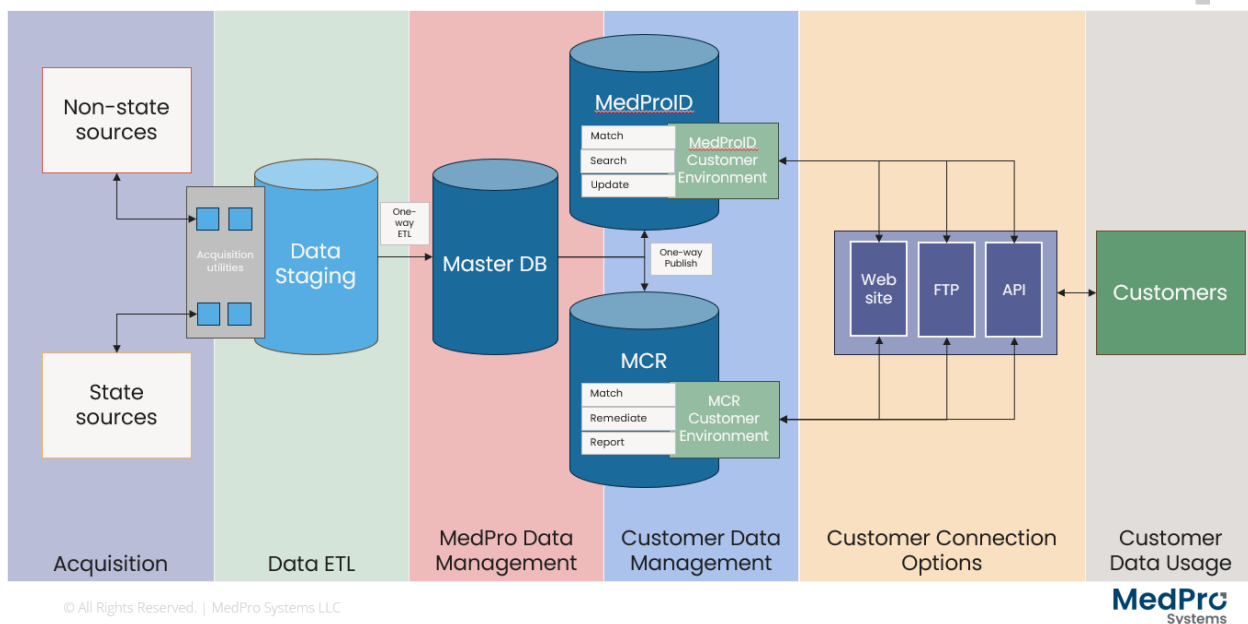 Non-state
sources
Acquisition
utilities
State
sources
Data
Staging
One-
way
ETL
Master DB
MedProID
Match
Search
Update
MedProID
Customer
Environment
One-way
Publish
MCR
Match
Remediate
Report
MCR
Customer
Environment
Web
site
FTP
API
Customers
Acquisition
Data ETL
MedPro Data
Management
Customer Data
Management
Customer Connection
Options
Customer
Data Usage
© All Rights Reserved. | MedPro Systems LLC
MedPro
Systems